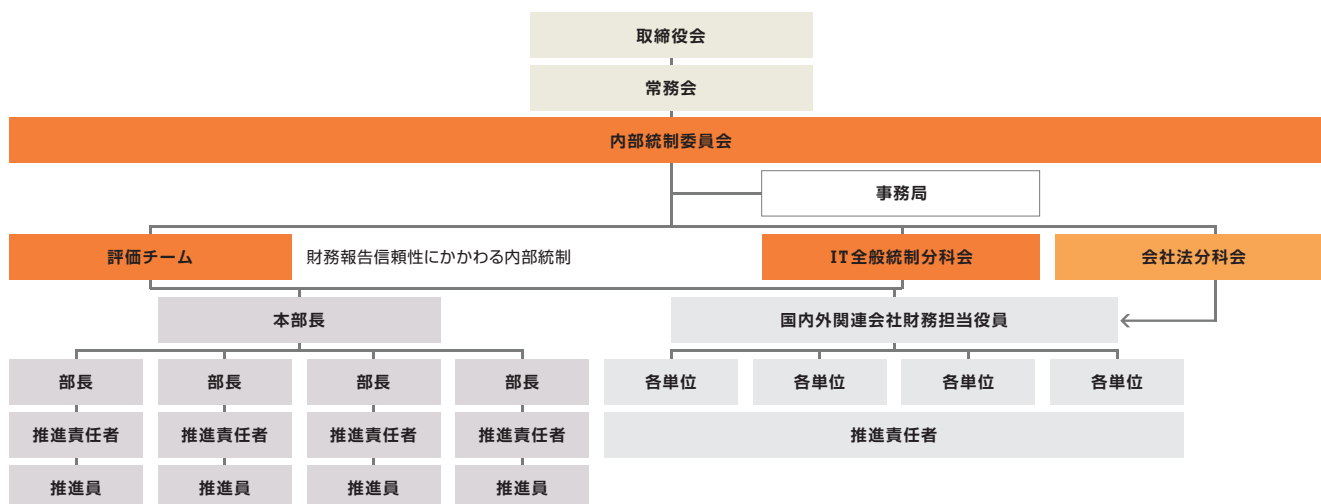 取締役会
常務会
内部統制委員会
事務局
評価チーム
財務報告信頼性にかかわる内部統制
IT全般統制分科会
会社法分科会
本部長
国内外関連会社財務担当役員
部長
部長
部長
部長
各単位
各単位
各単位
各単位
推進責任者
推進責任者
推進責任者
推進責任者
推進責任者
推進員
推進員
推進員
推進員